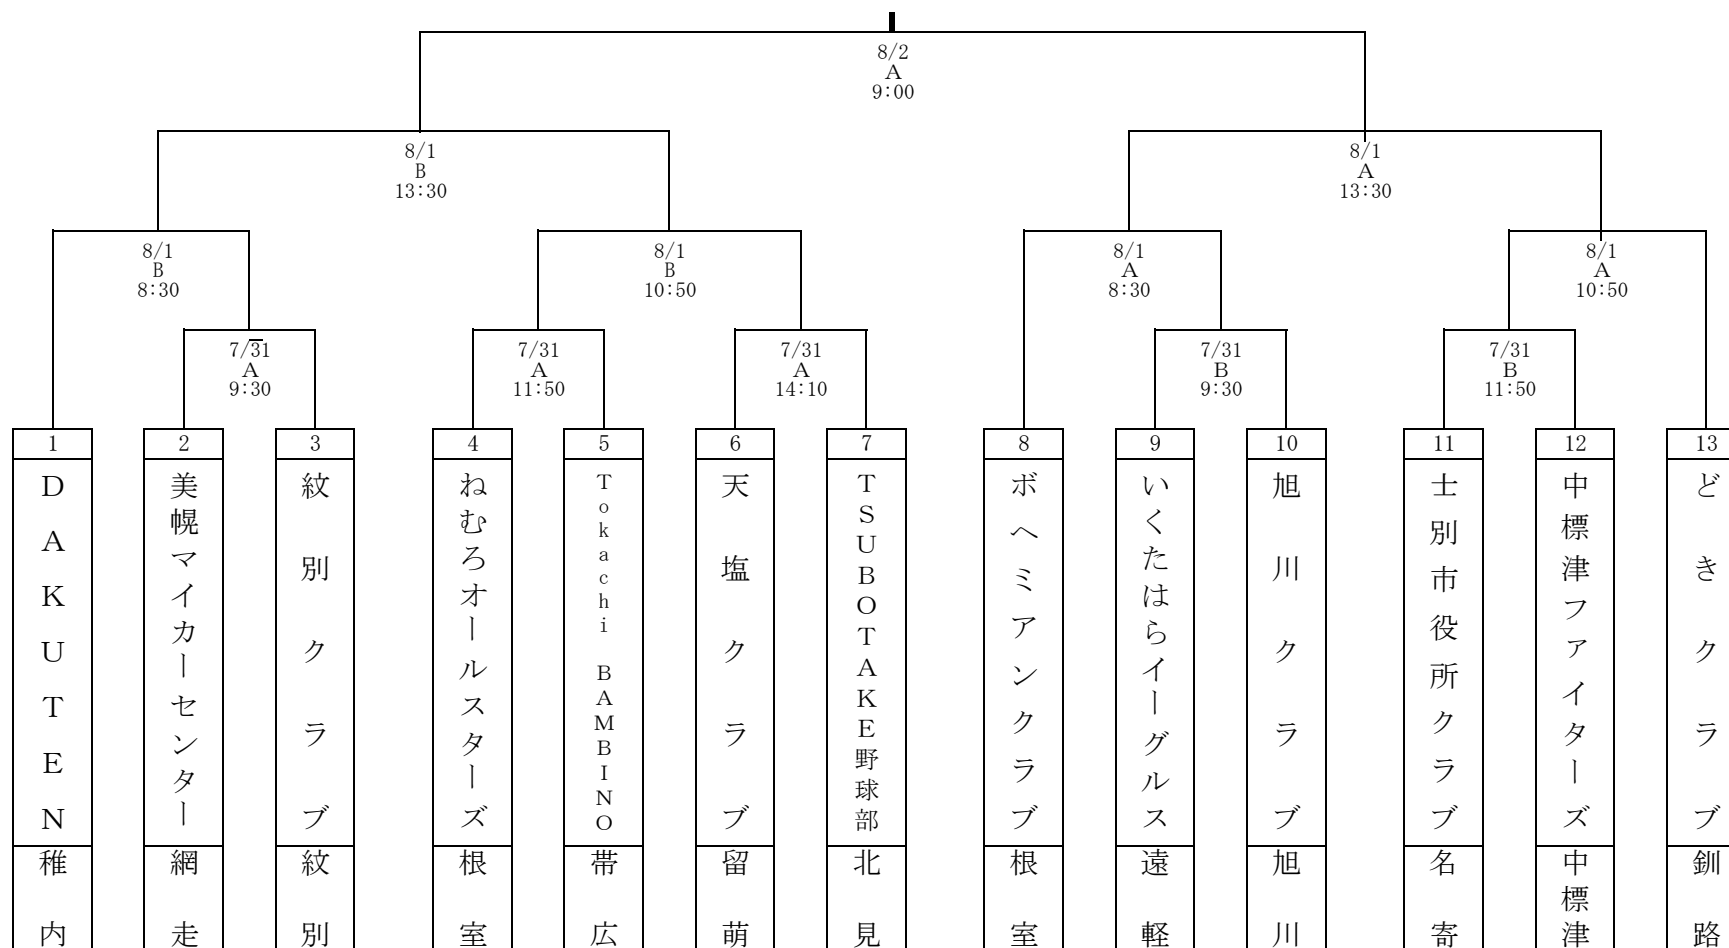 8/2
A
9:00
8/1
B
13:30
8/1
A
13:30
8/1
B
8:30
8/1
B
10:50
8/1
A
8:30
8/1
A
10:50
7/31
A
9:30
7/31
A
11:50
7/31
A
14:10
7/31
B
9:30
7/31
B
11:50
1
DAKUTEN
稚内
2
美幌マイカーセンター
網走
3
紋別クラブ
紋別
4
ねむろオールスターズ
根室
5
Tokachi BAMBINO
帯広
6
天塩クラブ
留萌
7
TSUBOTAKE野球部
北見
8
ボヘミアンクラブ
根室
9
いくたはらイーグルス
遠軽
10
旭川クラブ
旭川
11
士別市役所クラブ
名寄
12
中標津ファイターズ
中標津
13
どきクラブ
釧路